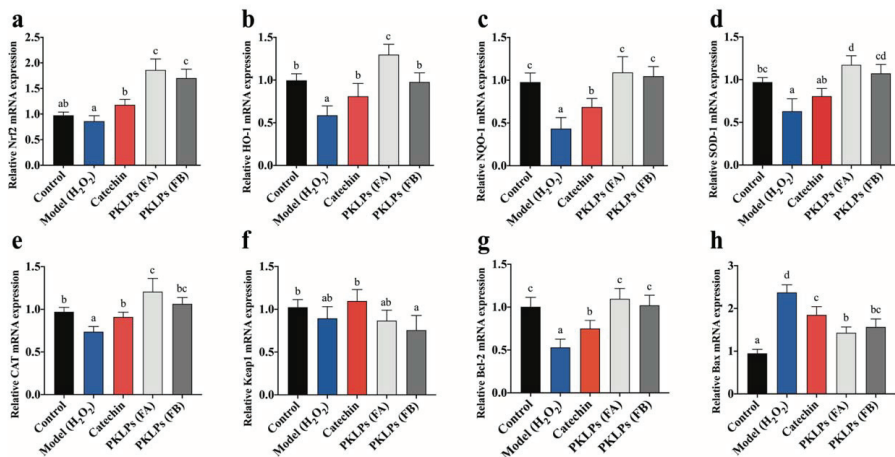 a
Relative Nrf2 mRNA expression
2.5
2.0
1.5
1.0
0.5
0.0
ab
a
b
c
c
Control
Model (H₂O₂)
Catechin
PKLPs (FA)
PKLPs (FB)
b
Relative HO-1 mRNA expression
1.5
1.0
0.5
0.0
b
a
b
c
b
Control
Model (H₂O₂)
Catechin
PKLPs (FA)
PKLPs (FB)
c
Relative NQO-1 mRNA expression
1.5
1.0
0.5
0.0
c
a
b
c
c
Control
Model (H₂O₂)
Catechin
PKLPs (FA)
PKLPs (FB)
d
Relative SOD-1 mRNA expression
1.5
1.0
0.5
0.0
bc
a
ab
d
cd
Control
Model (H₂O₂)
Catechin
PKLPs (FA)
PKLPs (FB)
e
Relative CAT mRNA expression
1.5
1.0
0.5
0.0
b
a
b
c
bc
Control
Model (H₂O₂)
Catechin
PKLPs (FA)
PKLPs (FB)
f
Relative Keap1 mRNA expression
1.5
1.0
0.5
0.0
b
ab
b
ab
a
Control
Model (H₂O₂)
Catechin
PKLPs (FA)
PKLPs (FB)
g
Relative Bcl-2 mRNA expression
1.5
1.0
0.5
0.0
c
a
b
c
c
Control
Model (H₂O₂)
Catechin
PKLPs (FA)
PKLPs (FB)
h
Relative Bax mRNA expression
3
2
1
0
a
d
c
b
bc
Control
Model (H₂O₂)
Catechin
PKLPs (FA)
PKLPs (FB)